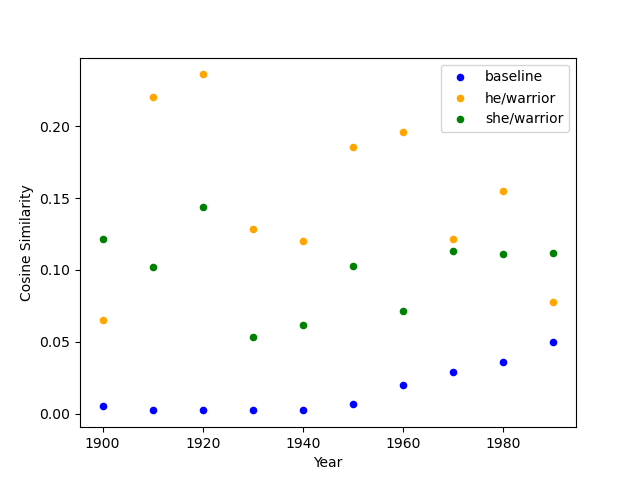 baseline
he/warrior
she/warrior
0.20
0.15
0.10
0.05
0.00
Cosine Similarity
1900 1920 1940 1960 1980
Year